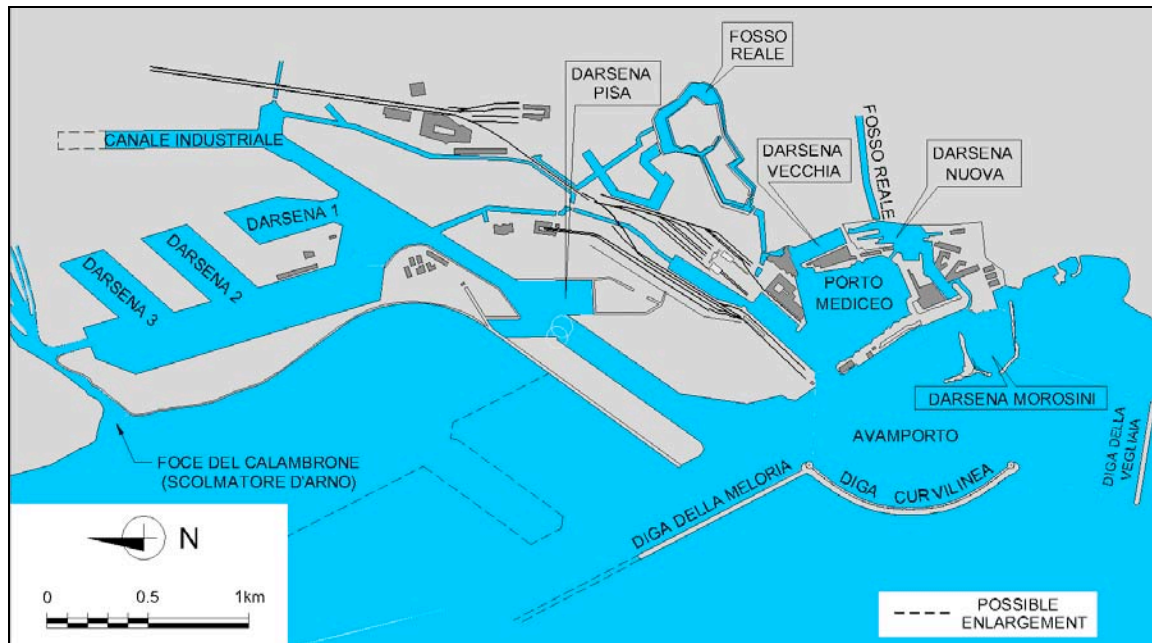 FOSSO
REALE
DARSENA
PISA
CANALE INDUSTRIALE
DARSENA
VECCHIA
FOSSO REALE
DARSENA
NUOVA
DARSENA 1
DARSENA 2
DARSENA 3
PORTO
MEDICEO
DARSENA MOROSINI
AVAMPORTO
DIGA DELLA
VEGLIAIA
FOCE DEL CALAMBRONE
(SCOLMATORE D'ARNO)
DIGA DELLA MELORIA
DIGA CURVILINEA
N
0 0.5 1km
POSSIBLE
ENLARGEMENT